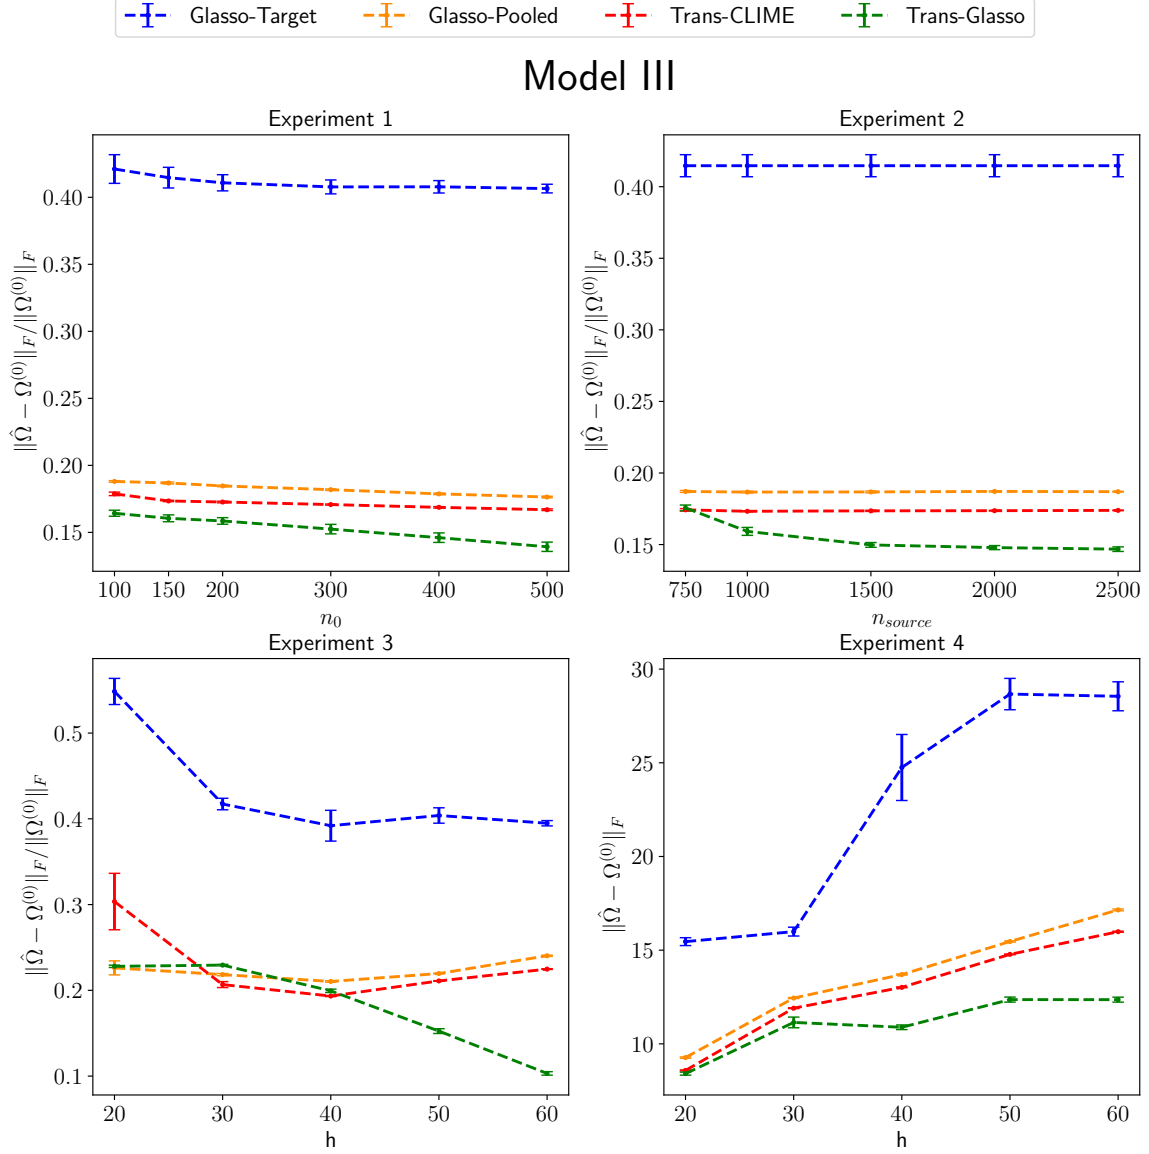 Glasso-Target Glasso-Pooled Trans-CLIME Trans-Glasso
Model III
Experiment 1
‖Ω̂ − Ω⁽⁰⁾‖_F/‖Ω⁽⁰⁾‖_F
0.40
0.35
0.30
0.25
0.20
0.15
100 150 200 300 400 500
n₀
Experiment 2
‖Ω̂ − Ω⁽⁰⁾‖_F/‖Ω⁽⁰⁾‖_F
0.40
0.35
0.30
0.25
0.20
0.15
750 1000 1500 2000 2500
n_source
Experiment 3
‖Ω̂ − Ω⁽⁰⁾‖_F/‖Ω⁽⁰⁾‖_F
0.5
0.4
0.3
0.2
0.1
20 30 40 50 60
h
Experiment 4
‖Ω̂ − Ω⁽⁰⁾‖_F
30
25
20
15
10
20 30 40 50 60
h